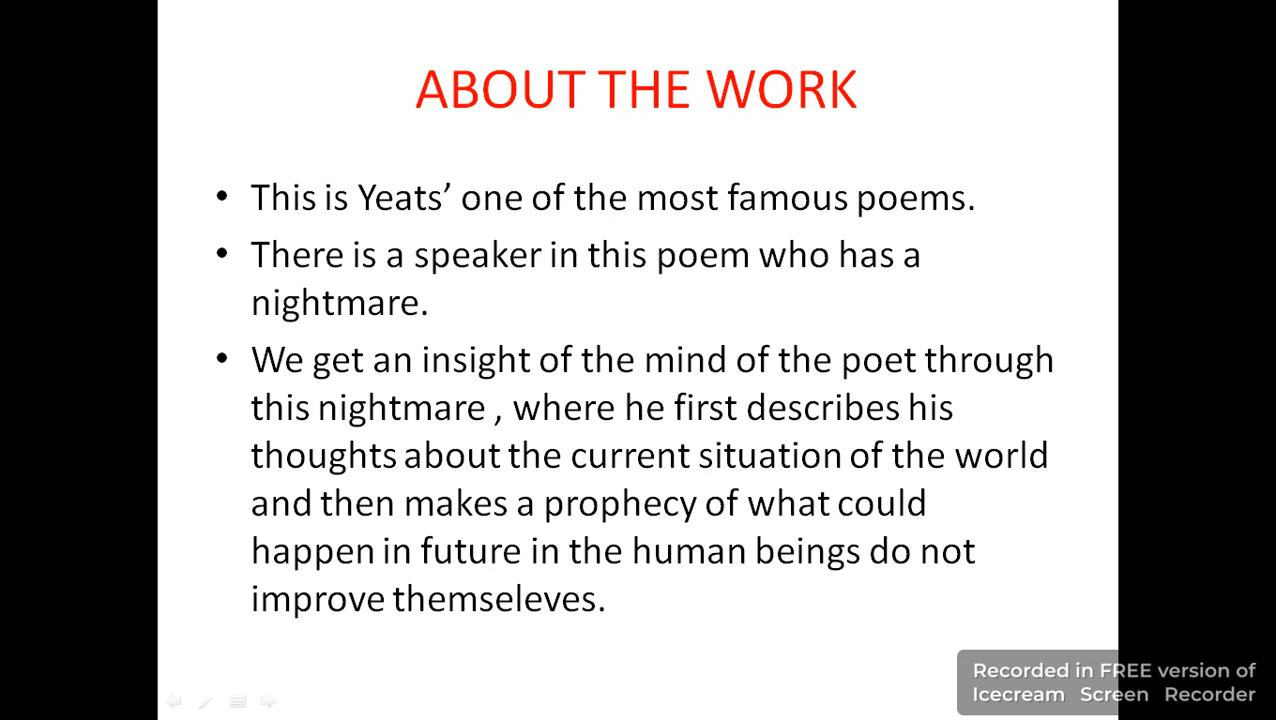 ABOUT THE WORK
• This is Yeats’ one of the most famous poems.
• There is a speaker in this poem who has a
nightmare.
• We get an insight of the mind of the poet through
this nightmare , where he first describes his
thoughts about the current situation of the world
and then makes a prophecy of what could
happen in future in the human beings do not
improve themseleves.
Recorded in FREE version of
Icecream Screen Recorder